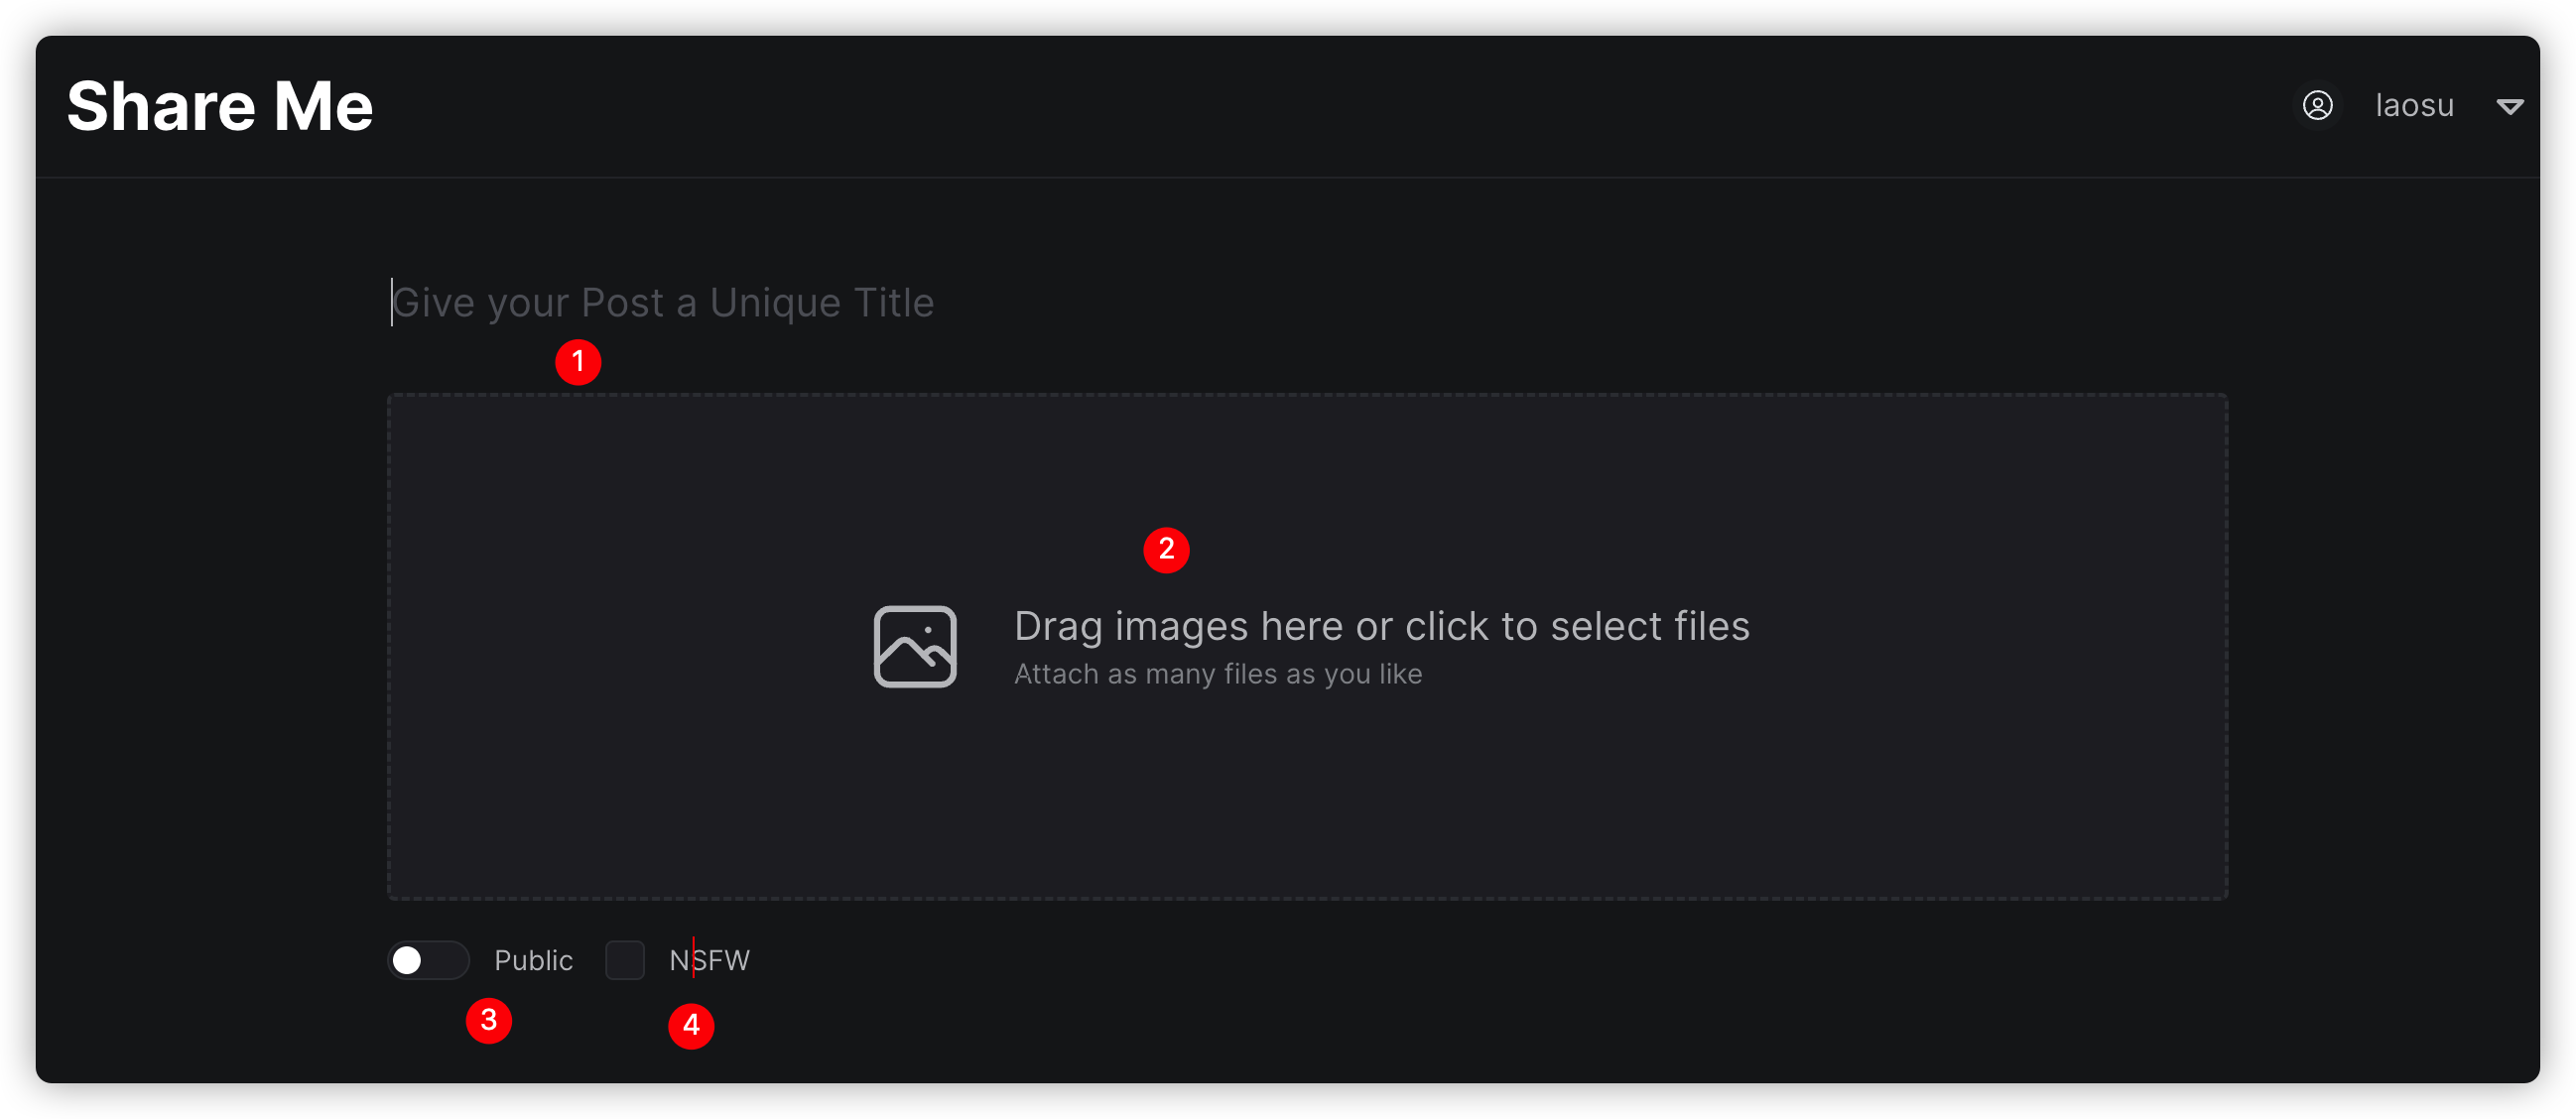 Share Me
laosu
Give your Post a Unique Title
1
2
Drag images here or click to select files
Attach as many files as you like
Public NSFW
3
4